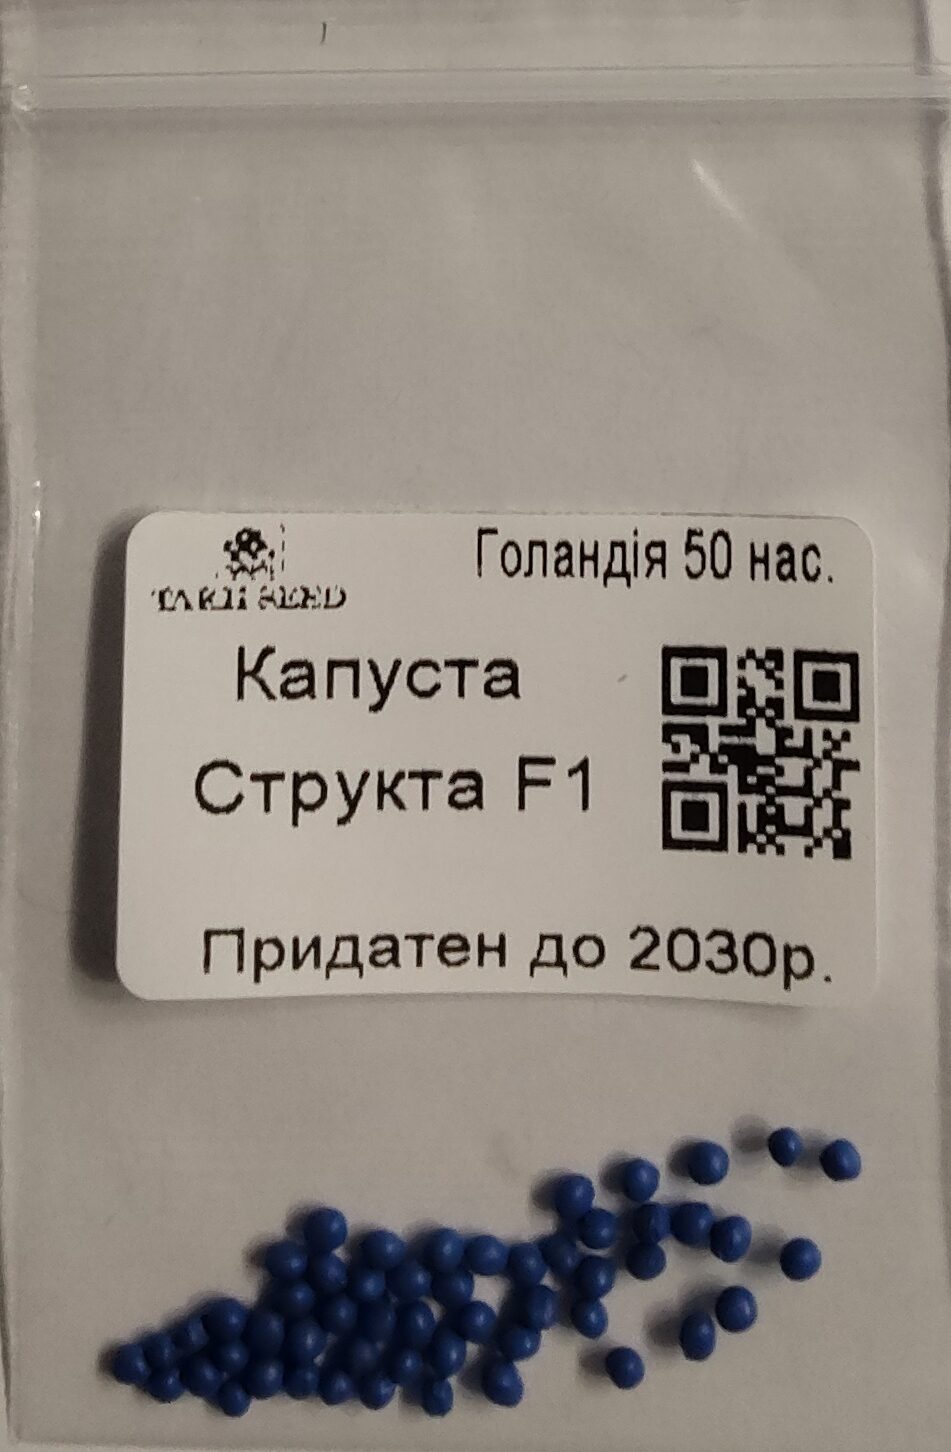 Голандія 50 нас.
Капуста
Структа F1
Придатен до 2030р.